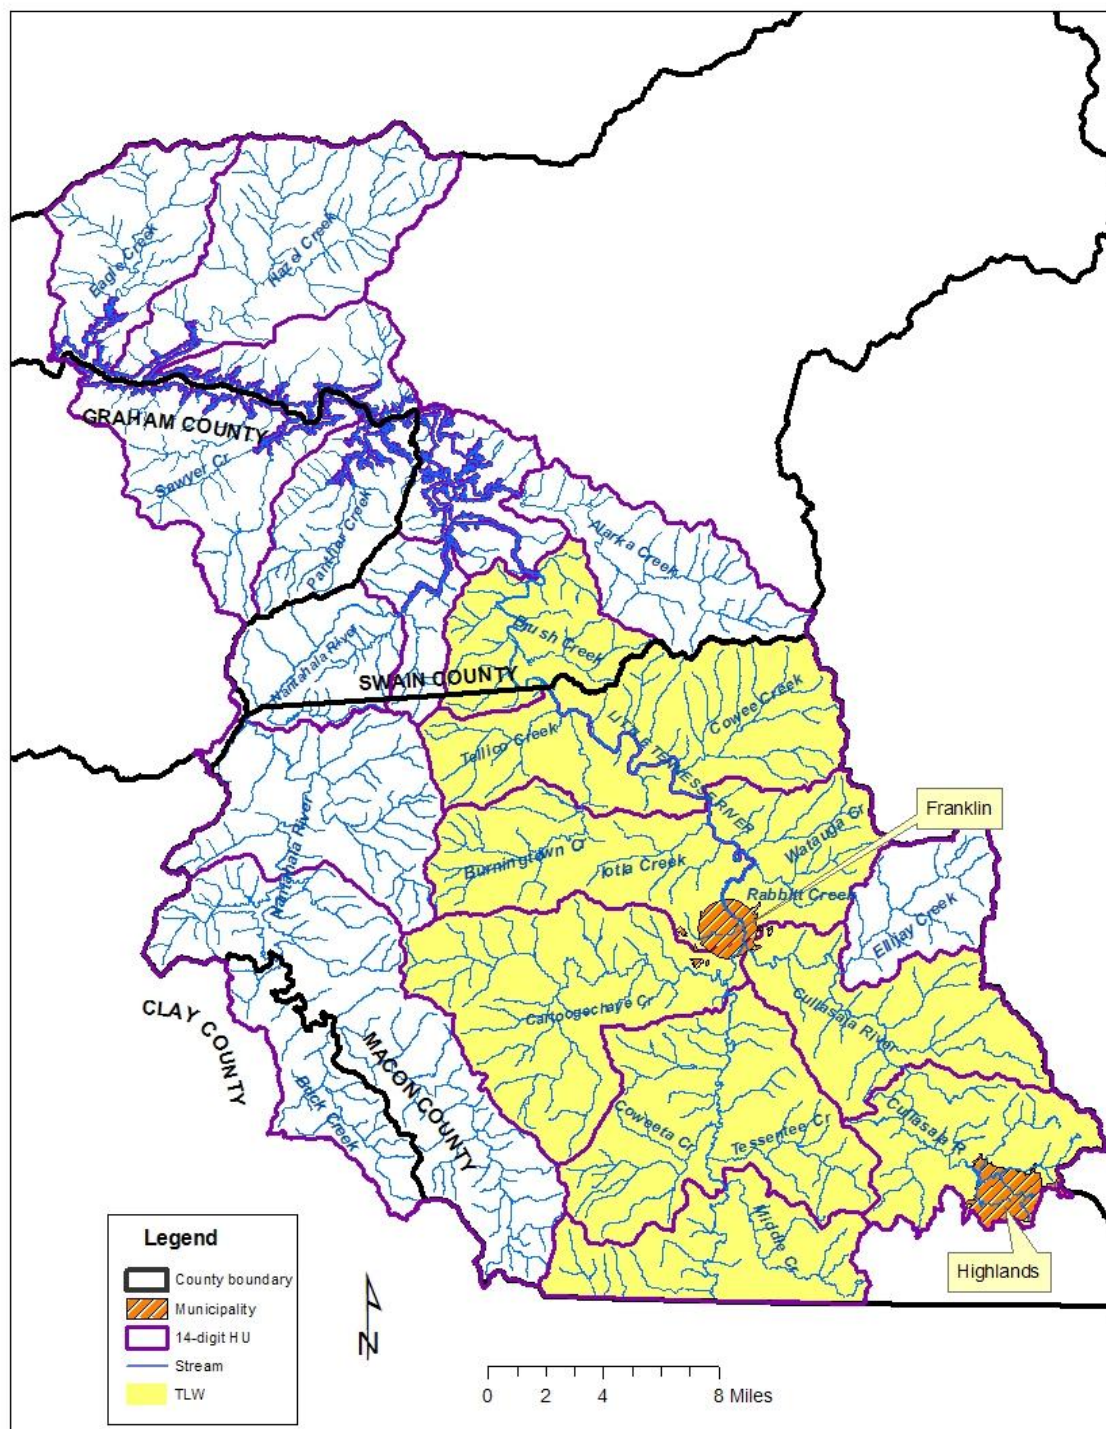 Eagle Creek
Hazel Creek
GRAHAM COUNTY
Sawyer Cr
Panther Creek
Alarka Creek
Brush Creek
Nantahala River
SWAIN COUNTY
Cowee Creek
LITTLE TENNESSEE RIVER
Tellico Creek
Franklin
Nantahala River
Watauga Cr
Burningtown Cr
Iotla Creek
Rabbitt Creek
Ellijay Creek
Cartoogechaye Cr
Cullasaja River
CLAY COUNTY
MACON COUNTY
Buck Creek
Coweeta Cr
Tessentee Cr
Cullasaja R
Middle Cr
Highlands
Legend
County boundary
Municipality
14-digit HU
Stream
TLW
N
0 2 4 8 Miles